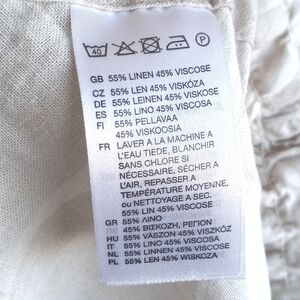 40 P
GB 55% LINEN 45% VISCOSE
CZ 55% LEN 45% VISKÓZA
DE 55% LEINEN 45% VISKOSE
ES 55% LINO 45% VISCOSA
FI 55% PELLAVAA
45% VISKOOSIA
FR LAVER A LA MACHINE A
L'EAU TIEDE, BLANCHIR
SANS CHLORE SI
NÉCESSAIRE, SÉCHER A
L'AIR, REPASSER A
TEMPÉRATURE MOYENNE,
ou NETTOYAGE A SEC.
55% LIN 45% VISCOSE
GR 55% ΛΙΝΟ
45% ΒΙΣΚΟΖΗ, ΡΕΓΙΟΝ
HU 55% VÁSZON 45% VISZKÓZ
IT 55% LINO 45% VISCOSA
NL 55% LINNEN 45% VISCOSE
PL 55% LEN 45% WISKOZA